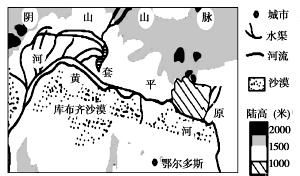 阴 山 山 脉
河 套 平 原
黄 河
库布齐沙漠
鄂尔多斯
城市
水渠
河流
沙漠
陆高(米)
2000
1500
1000